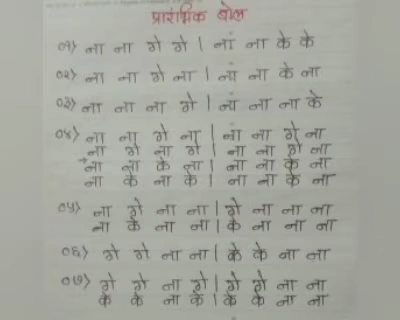 प्रारंभिक बोल
०१) ना ना गे गे | नां ना के के
०२) ना ना गे ना | नां ना के ना
०३) ना ना ना गे | नां ना ना के
०४) ना ना गे ना | ना ना गे ना
ना गे ना गे | ना ना गे ना
ना ना के ना | ना ना के ना
ना के ना के | ना ना के ना
०५) ना गे ना ना | गे ना ना ना
ना के ना ना | के ना ना ना
०६) गे गे ना ना | के के ना ना
०७) गे गे ना गे | गे गे ना ना
के के ना के | के के ना ना